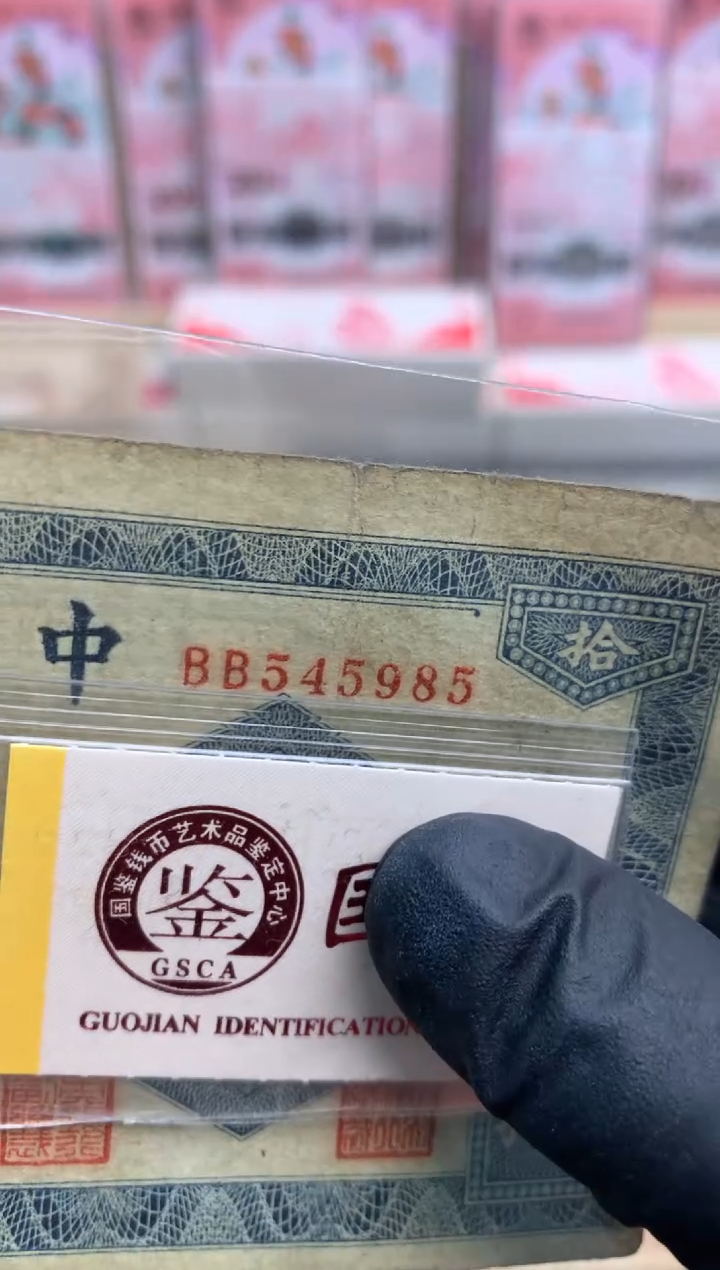 中
BB545985
拾
国鉴钱币艺术品鉴定中心
鉴
GSCA
GUOJIAN IDENTIFICATION